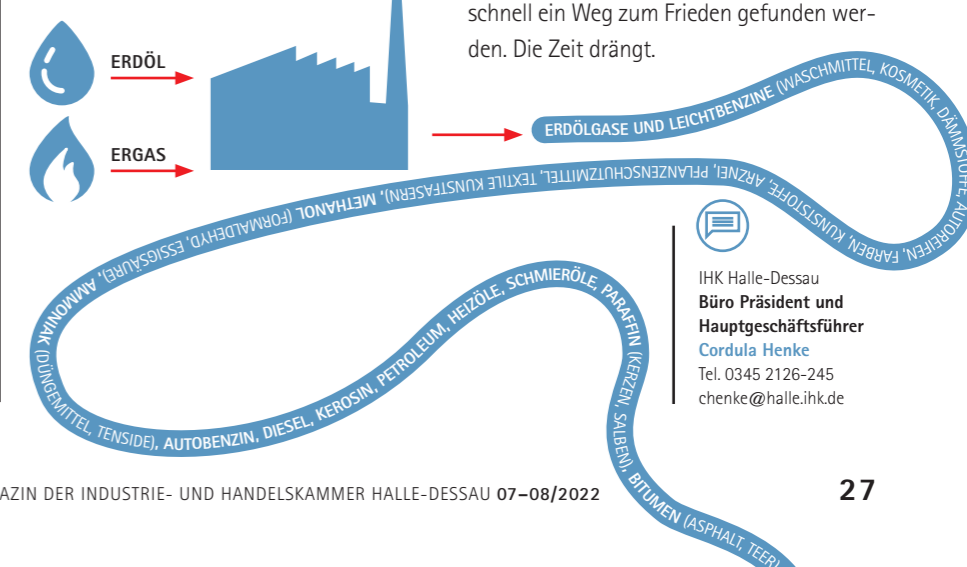 schnell ein Weg zum Frieden gefunden wer-
den. Die Zeit drängt.
ERDÖL
ERGAS
ERDÖLGASE UND LEICHTBENZINE (WASCHMITTEL, KOSMETIK, DÄMMSTOFFE, AUTOREIFEN, FARBEN, KUNSTSTOFFE, ARZNEI, PFLANZENSCHUTZMITTEL, TEXTILE KUNSTFASERN), METHANOL (FORMALDEHYD, ESSIGSÄURE), AMMONIAK (DÜNGEMITTEL, TENSIDE), AUTOBENZIN, DIESEL, KEROSIN, PETROLEUM, HEIZÖLE, SCHMIERÖLE, PARAFFIN (KERZEN, SALBEN), BITUMEN (ASPHALT, TEER)
IHK Halle-Dessau
Büro Präsident und
Hauptgeschäftsführer
Cordula Henke
Tel. 0345 2126-245
chenke@halle.ihk.de
AZIN DER INDUSTRIE- UND HANDELSKAMMER HALLE-DESSAU 07–08/2022
27